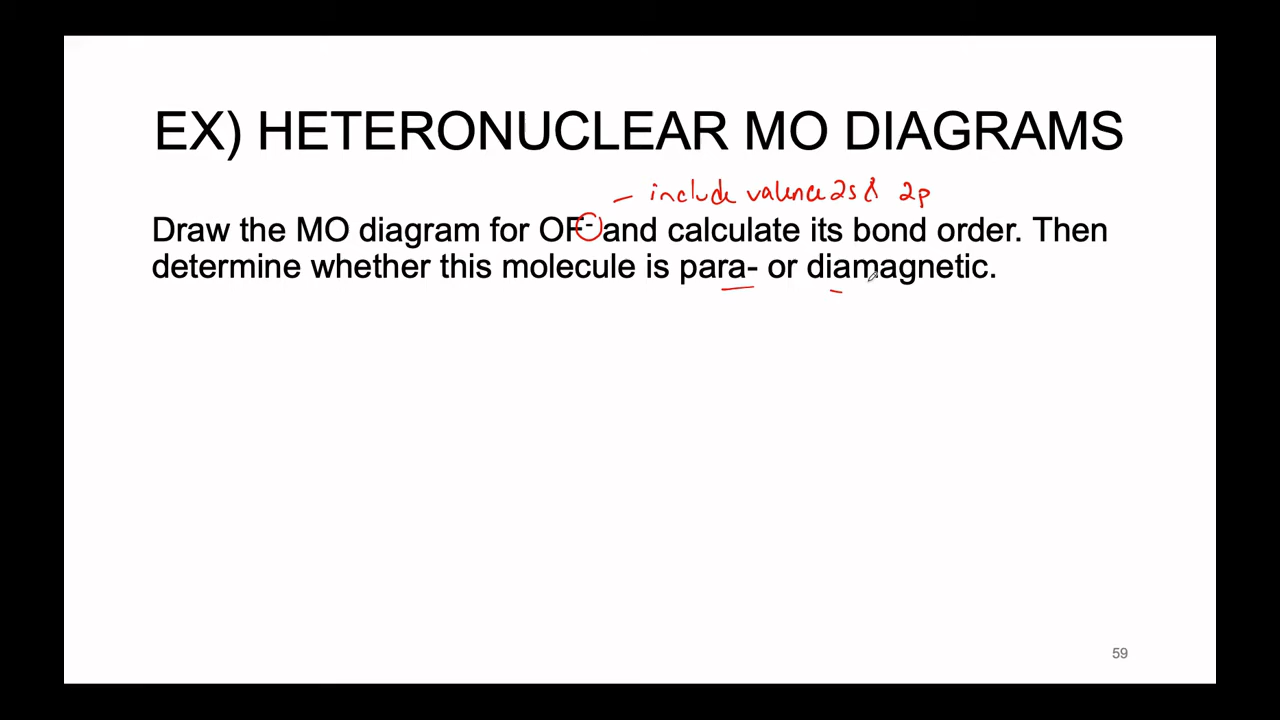 EX) HETERONUCLEAR MO DIAGRAMS
– include valence 2s & 2p
Draw the MO diagram for OF⁻ and calculate its bond order. Then
determine whether this molecule is para- or diamagnetic.
59